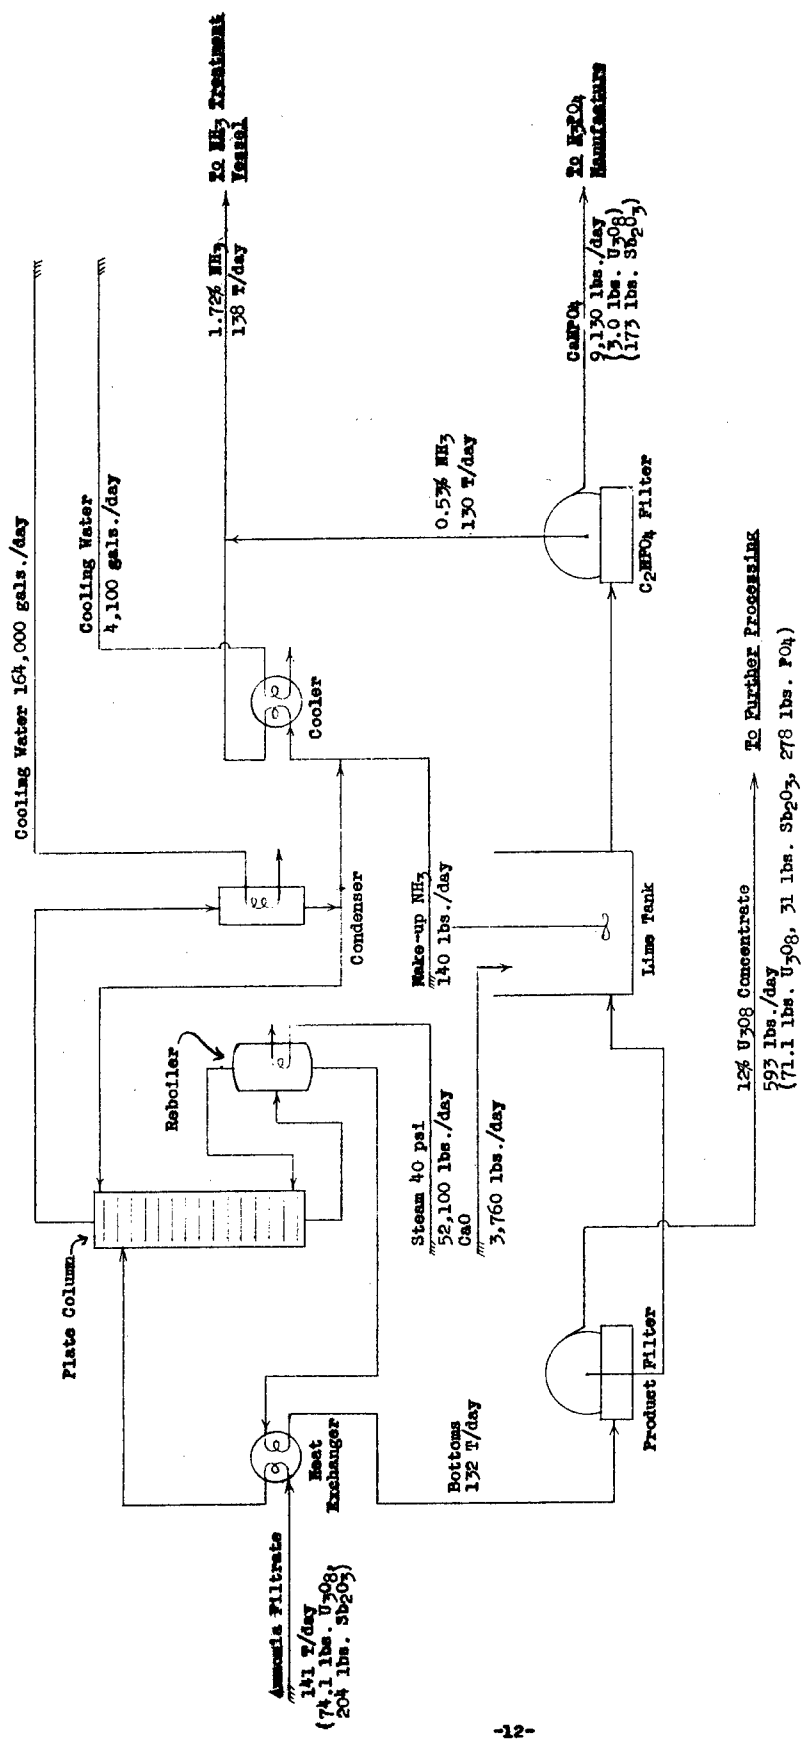 Cooling Water 164,000 gals./day
Cooling Water
4,100 gals./day
1.72% NH3
138 T/day
To NH3 Treatment
Vessel
Plate Column
Reboiler
Condenser
Cooler
Ammonia Filtrate
141 T/day
(74.1 lbs. U3O8,
204 lbs. Sb2O3)
Heat
Exchanger
Steam 40 psi
52,100 lbs./day
CaO
3,760 lbs./day
Make-up NH3
140 lbs./day
0.53% NH3
130 T/day
CaHPO4
9,130 lbs./day
(3.0 lbs. U3O8)
(173 lbs. Sb2O3)
To H3PO4
Manufacture
Bottoms
132 T/day
Product Filter
Lime Tank
C2HPO4 Filter
12% U3O8 Concentrate
593 lbs./day
(71.1 lbs. U3O8, 31 lbs. Sb2O3, 278 lbs. PO4)
To Further Processing
-12-